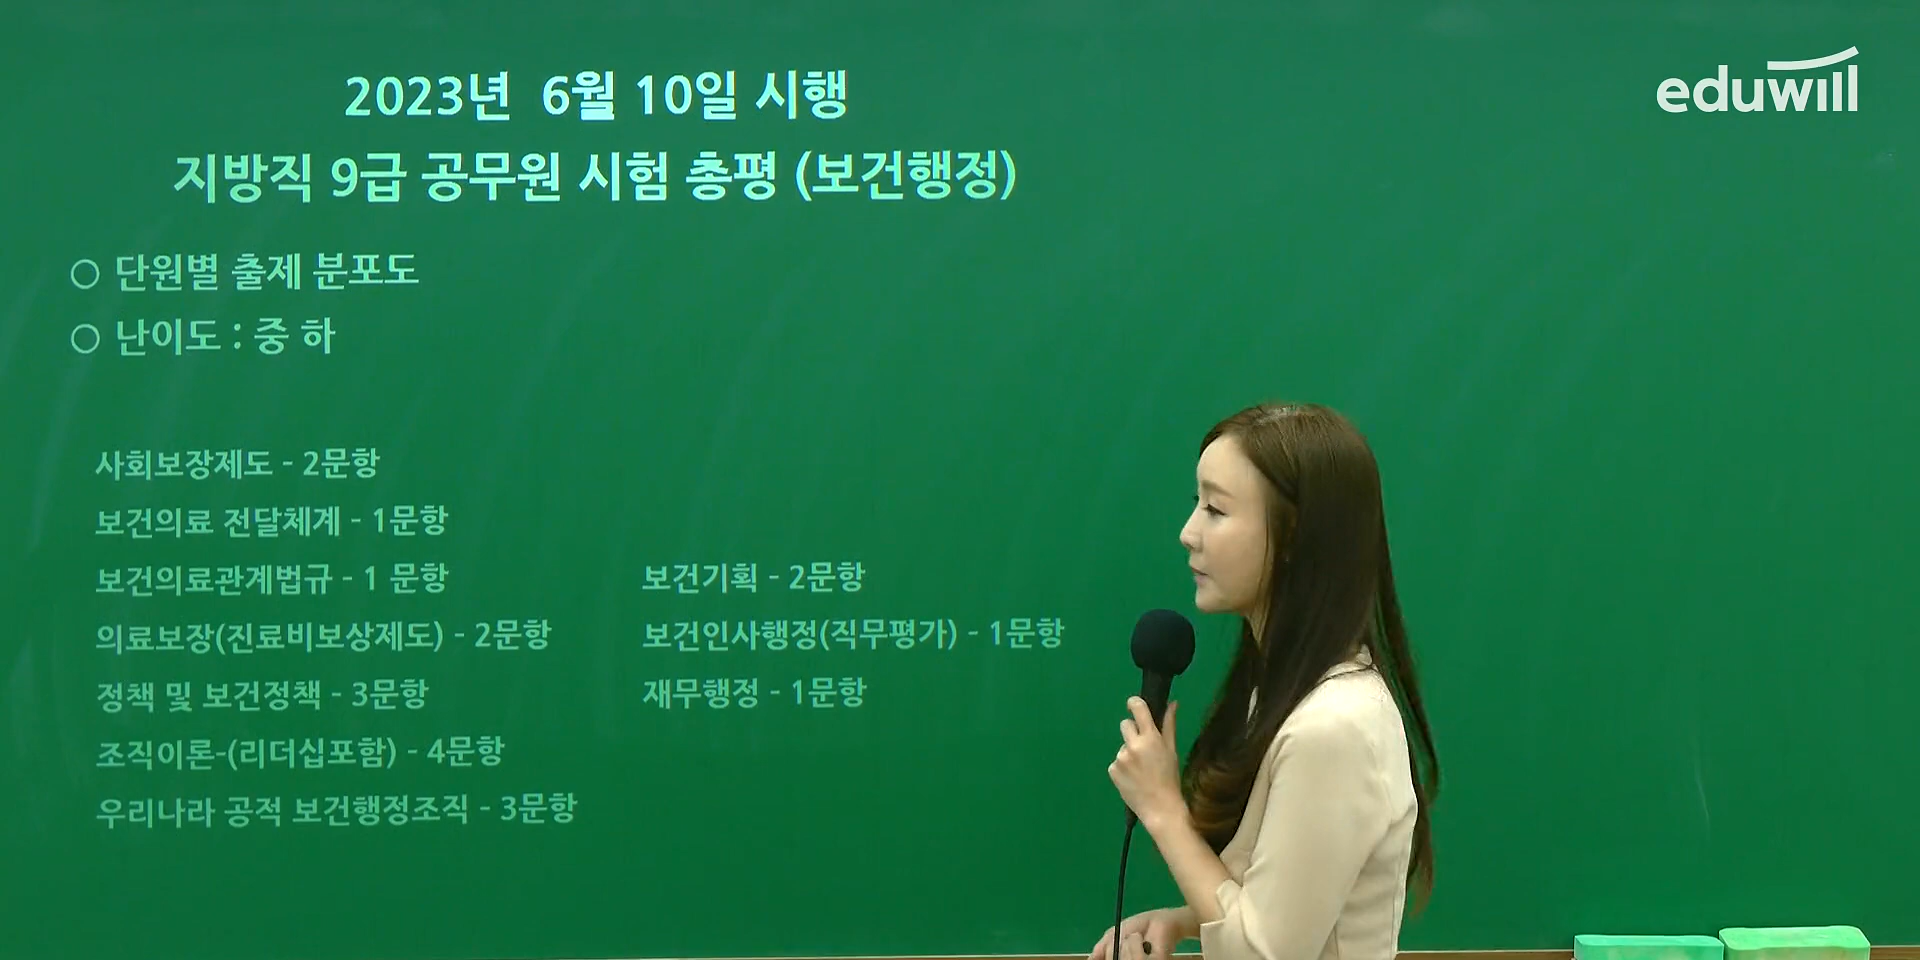 eduwill
2023년 6월 10일 시행
지방직 9급 공무원 시험 총평 (보건행정)
○ 단원별 출제 분포도
○ 난이도 : 중 하
사회보장제도 - 2문항
보건의료 전달체계 - 1문항
보건의료관계법규 - 1 문항
의료보장(진료비보상제도) - 2문항
정책 및 보건정책 - 3문항
조직이론-(리더십포함) - 4문항
우리나라 공적 보건행정조직 - 3문항
보건기획 - 2문항
보건인사행정(직무평가) - 1문항
재무행정 - 1문항